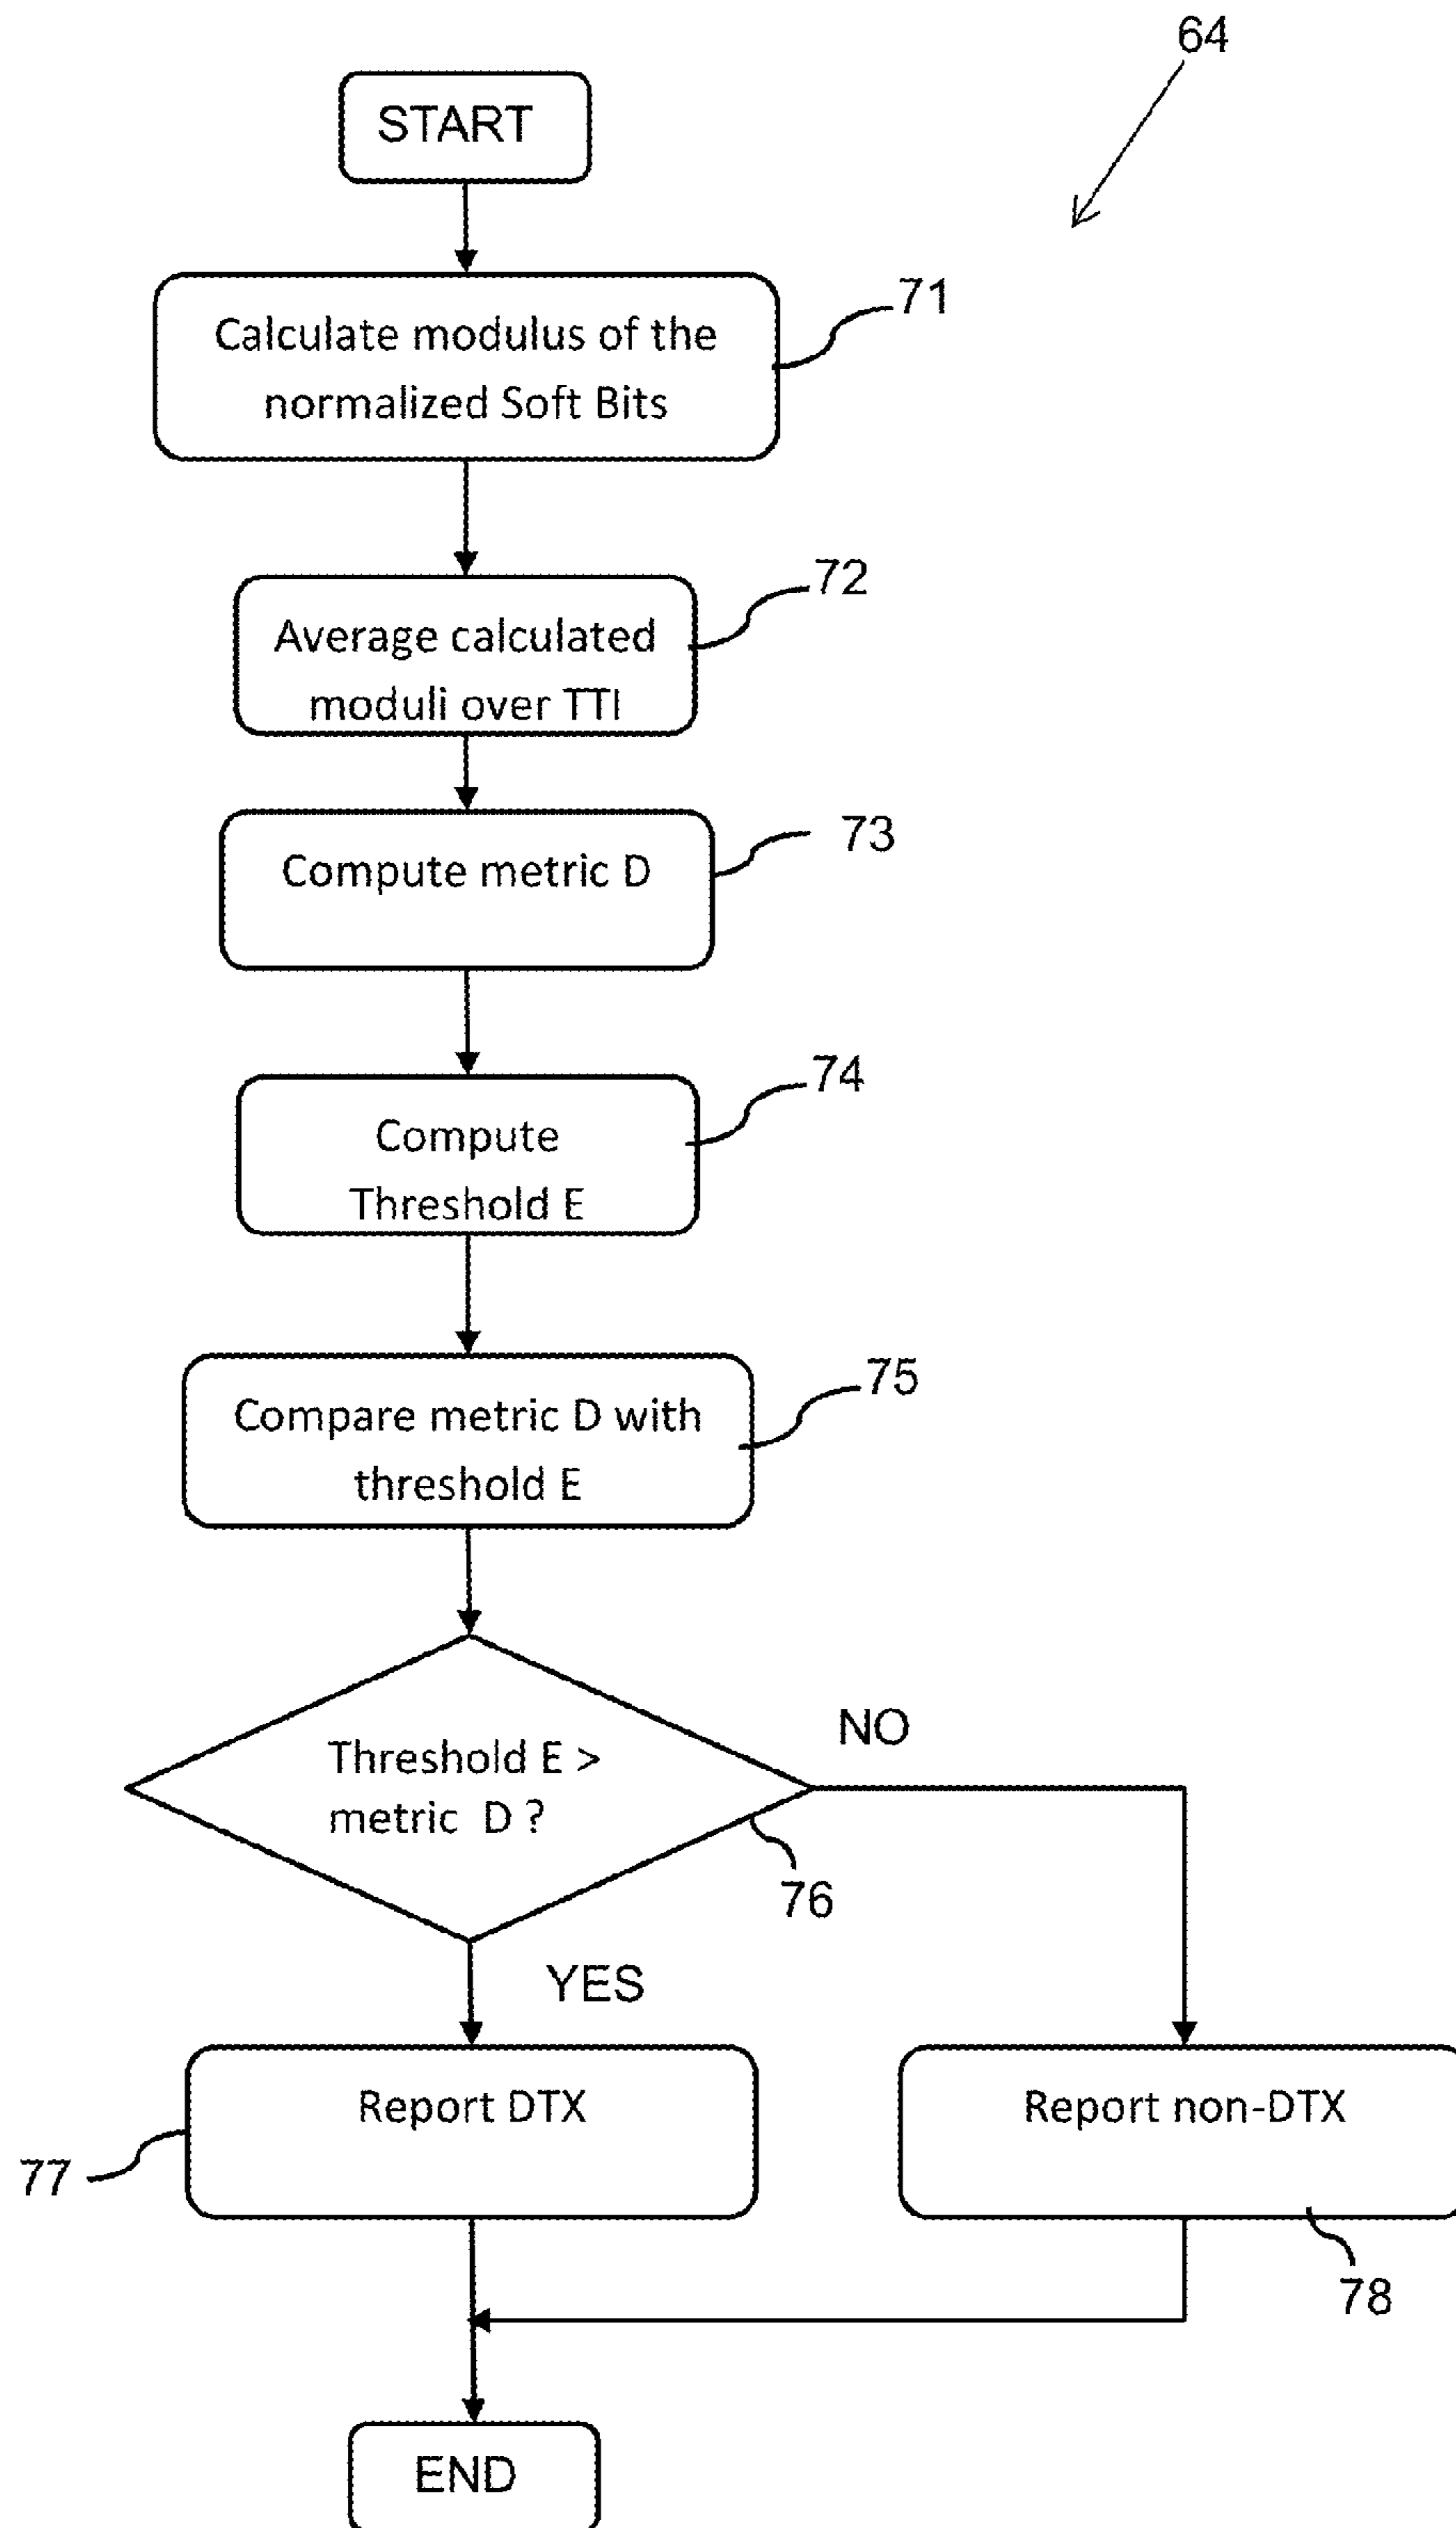 64
START
71
Calculate modulus of the
normalized Soft Bits
72
Average calculated
moduli over TTI
73
Compute metric D
74
Compute
Threshold E
75
Compare metric D with
threshold E
NO
Threshold E >
metric D ?
76
YES
Report DTX
Report non-DTX
77
78
END